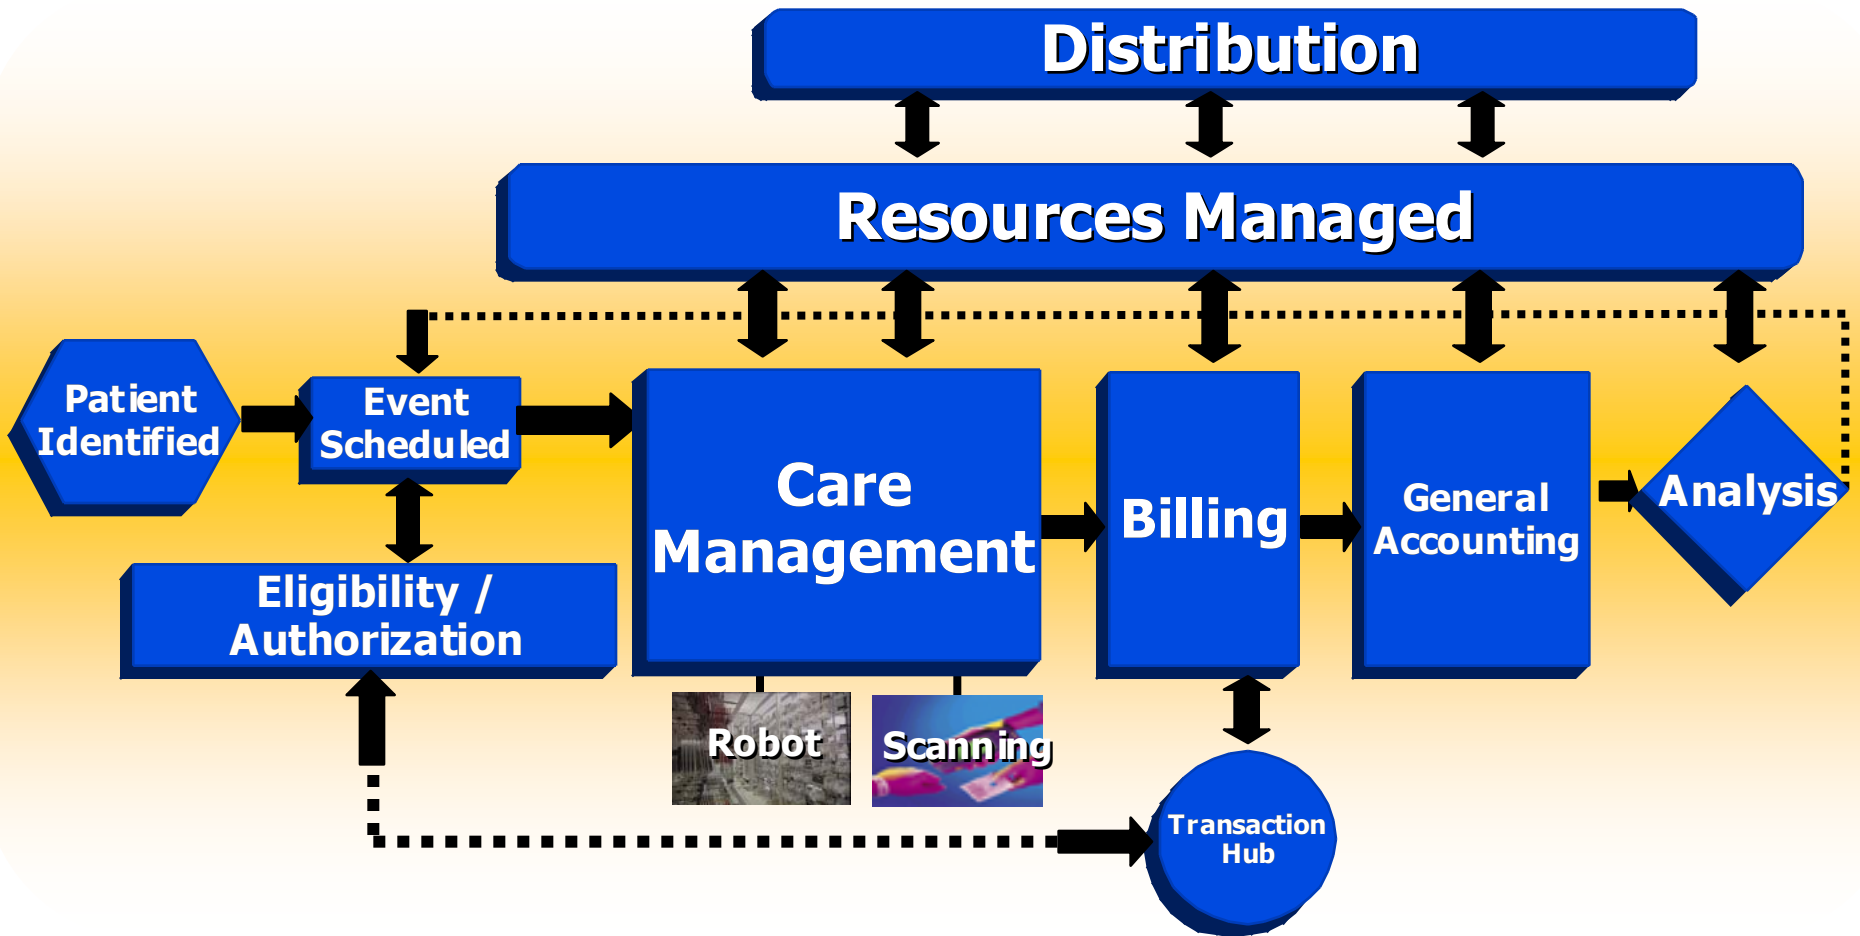 Distribution
Resources Managed
Patient
Identified
Event
Scheduled
Eligibility /
Authorization
Care
Management
Robot
Scanning
Billing
General
Accounting
Analysis
Transaction
Hub